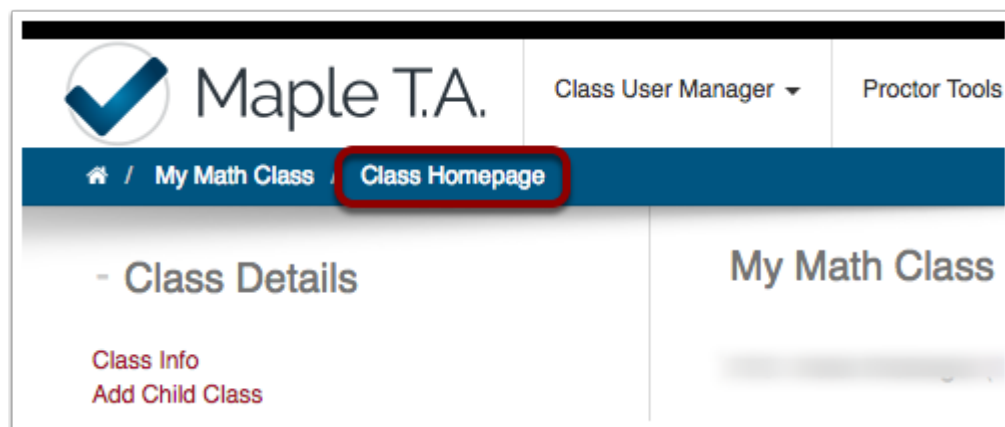 Maple T.A.
Class User Manager
Proctor Tools
/ My Math Class / Class Homepage
- Class Details
My Math Class
Class Info
Add Child Class